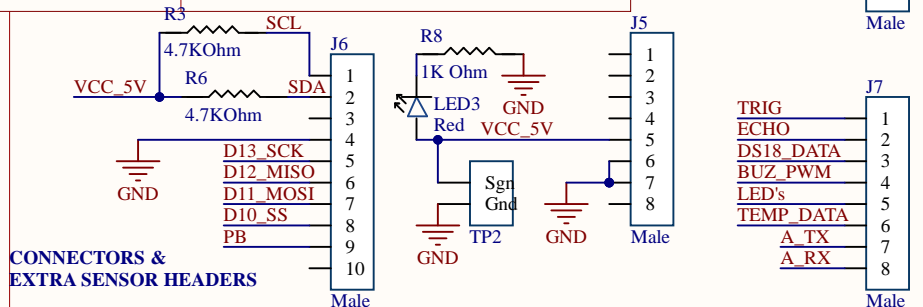 Male
R3
SCL
4.7KOhm
VCC_5V
R6
SDA
4.7KOhm
GND
D13_SCK
D12_MISO
D11_MOSI
D10_SS
PB
J6
1
2
3
4
5
6
7
8
9
10
Male
CONNECTORS &
EXTRA SENSOR HEADERS
R8
1K Ohm
GND
LED3
Red
VCC_5V
Sgn
Gnd
TP2
GND
GND
J5
1
2
3
4
5
6
7
8
Male
J7
TRIG
1
ECHO
2
DS18_DATA
3
BUZ_PWM
4
LED's
5
TEMP_DATA
6
A_TX
7
A_RX
8
Male